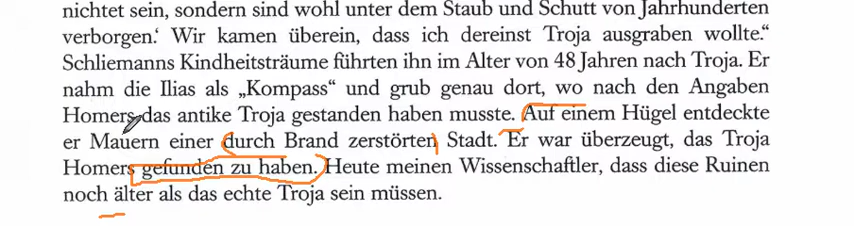 nichtet sein, sondern sind wohl unter dem Staub und Schutt von Jahrhunderten
verborgen.‘ Wir kamen überein, dass ich dereinst Troja ausgraben wollte.“
Schliemanns Kindheitsträume führten ihn im Alter von 48 Jahren nach Troja. Er
nahm die Ilias als „Kompass“ und grub genau dort, wo nach den Angaben
Homers das antike Troja gestanden haben musste. Auf einem Hügel entdeckte
er Mauern einer durch Brand zerstörten Stadt. Er war überzeugt, das Troja
Homers gefunden zu haben. Heute meinen Wissenschaftler, dass diese Ruinen
noch älter als das echte Troja sein müssen.